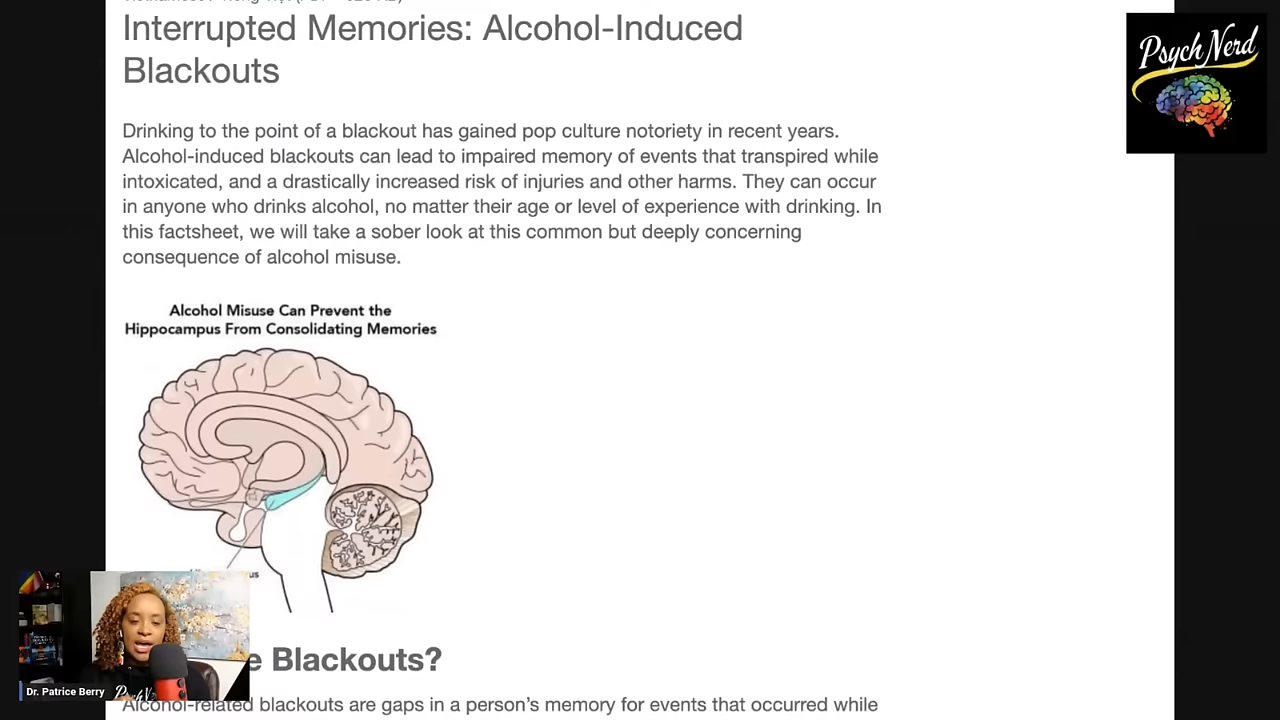 Interrupted Memories: Alcohol-Induced
Blackouts
PsychNerd
Drinking to the point of a blackout has gained pop culture notoriety in recent years.
Alcohol-induced blackouts can lead to impaired memory of events that transpired while
intoxicated, and a drastically increased risk of injuries and other harms. They can occur
in anyone who drinks alcohol, no matter their age or level of experience with drinking. In
this factsheet, we will take a sober look at this common but deeply concerning
consequence of alcohol misuse.
Alcohol Misuse Can Prevent the
Hippocampus From Consolidating Memories
us
e Blackouts?
Dr. Patrice Berry
Alcohol-related blackouts are gaps in a person's memory for events that occurred while